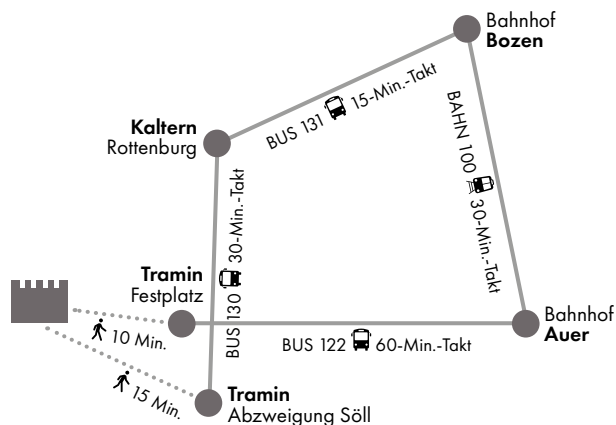 Bahnhof
Bozen
BUS 131 15-Min.-Takt
Kaltern
Rottenburg
BAHN 100 30-Min.-Takt
BUS 130 30-Min.-Takt
Tramin
Festplatz
10 Min.
BUS 122 60-Min.-Takt
Bahnhof
Auer
15 Min.
Tramin
Abzweigung Söll